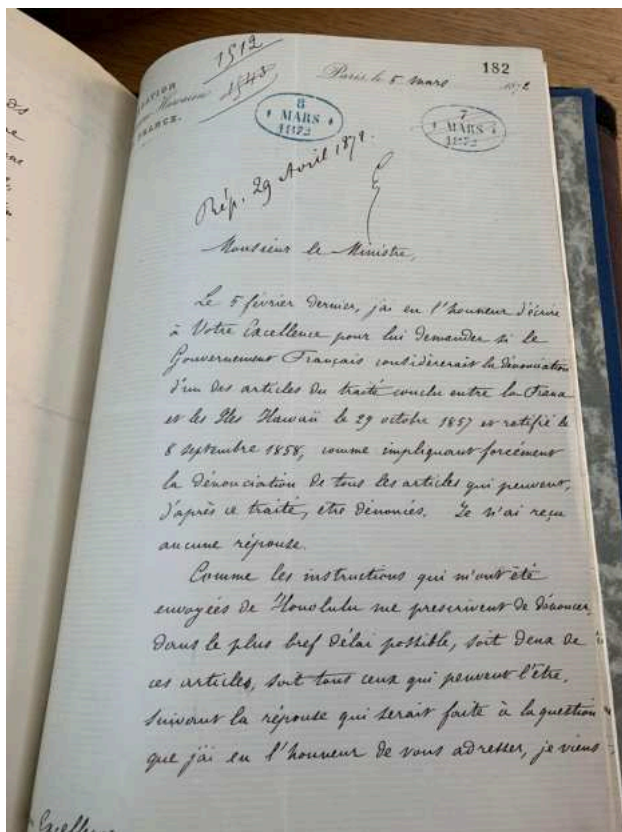 182
1512
1548
Paris, le 5 mars 1872
FRANCE.
8
MARS
7
MARS
Rép. 29 Avril
Monsieur le Ministre,
Le 5 février dernier, j'ai eu l'honneur d'écrire
à Votre Excellence pour lui demander si le
Gouvernement Français considèrerait la dénonciation
d'un des articles du traité conclu entre la France
et les Iles Hawaii le 29 octobre 1857 et ratifié le
8 septembre 1858, comme impliquant forcément
la dénonciation de tous les articles qui peuvent,
d'après ce traité, être dénoncés. Je n'ai reçu
aucune réponse.
Comme les instructions qui m'ont été
envoyées de Honolulu me prescrivent de dénoncer,
dans le plus bref délai possible, soit deux de
ces articles, soit tous ceux qui peuvent l'être,
suivant la réponse qui serait faite à la question
que j'ai eu l'honneur de vous adresser, je viens